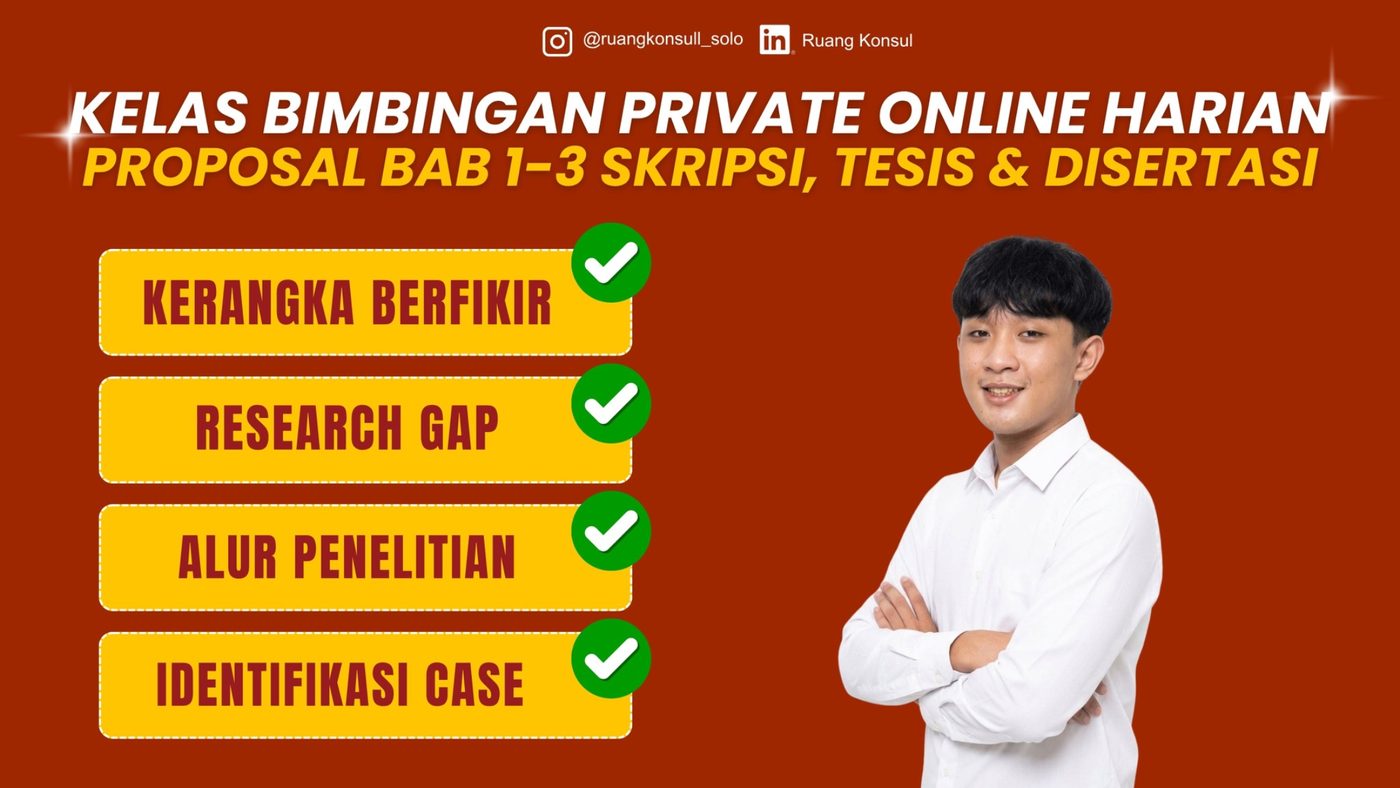 @ruangkonsull_solo in Ruang Konsul
KELAS BIMBINGAN PRIVATE ONLINE HARIAN
PROPOSAL BAB 1-3 SKRIPSI, TESIS & DISERTASI
KERANGKA BERFIKIR
RESEARCH GAP
ALUR PENELITIAN
IDENTIFIKASI CASE